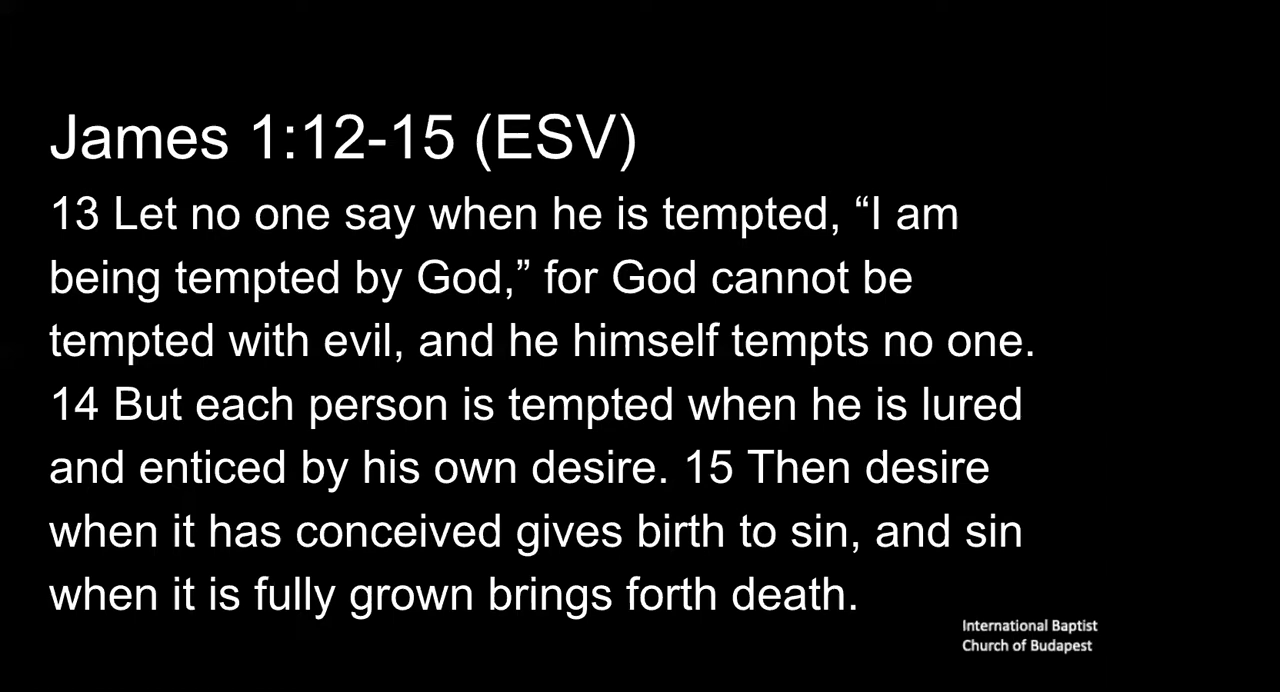 James 1:12-15 (ESV)
13 Let no one say when he is tempted, “I am
being tempted by God,” for God cannot be
tempted with evil, and he himself tempts no one.
14 But each person is tempted when he is lured
and enticed by his own desire. 15 Then desire
when it has conceived gives birth to sin, and sin
when it is fully grown brings forth death.
International Baptist
Church of Budapest